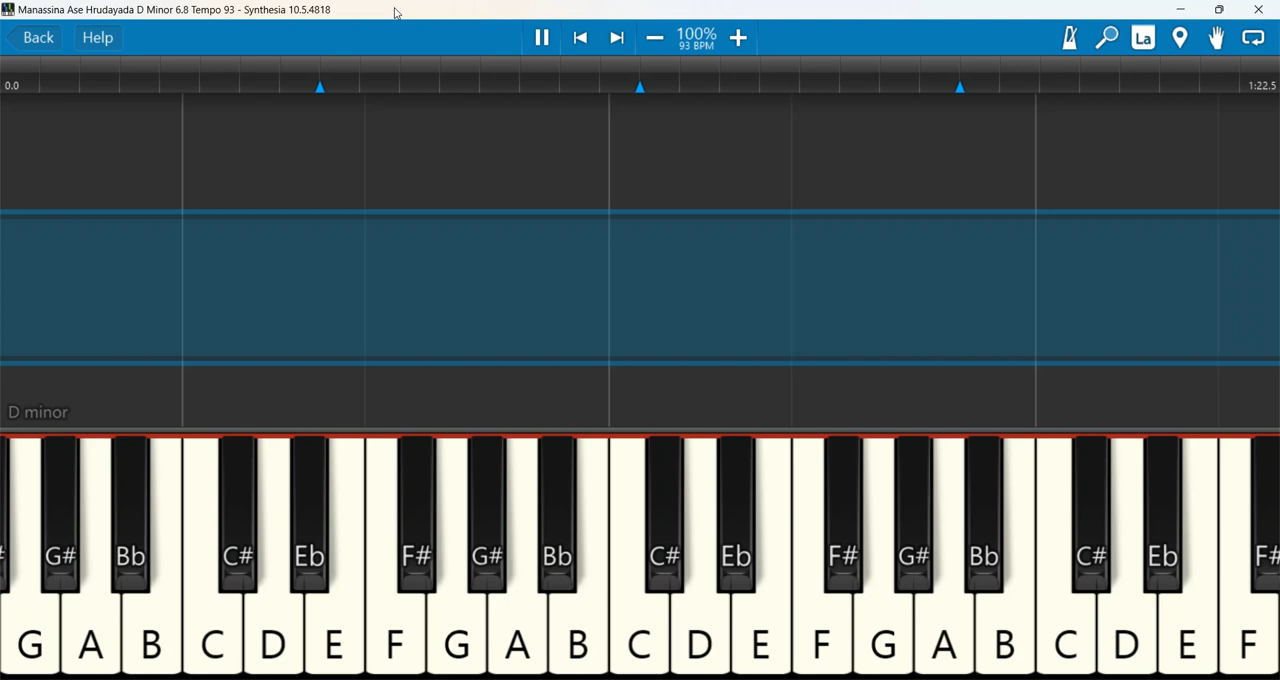 Manassina Ase Hrudayada D Minor 6.8 Tempo 93 - Synthesia 10.5.4818
Back Help 100% La
93 BPM
0.0 1:22.5
D minor
G# Bb C# Eb F# G# Bb C# Eb F# G# Bb C# Eb F#
G A B C D E F G A B C D E F G A B C D E F